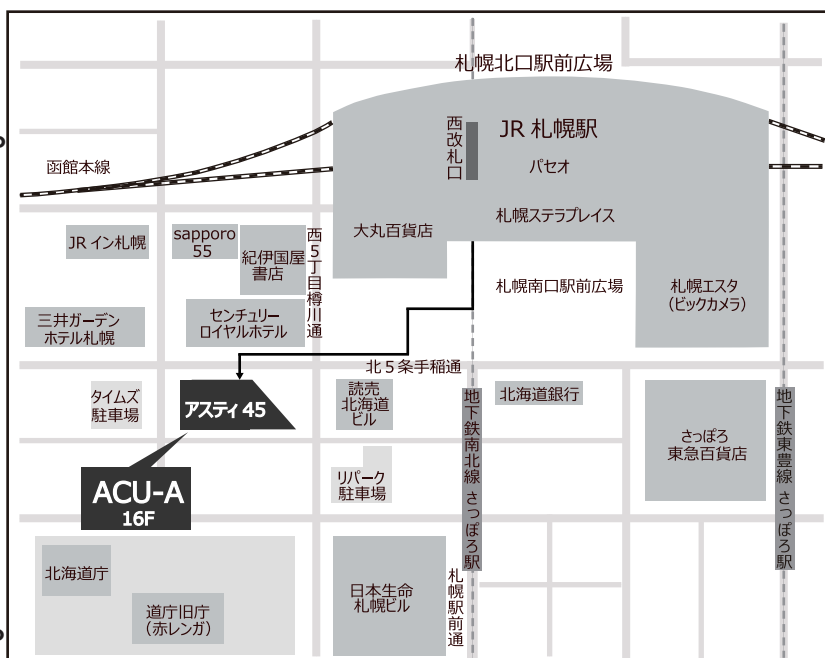 札幌北口駅前広場
JR 札幌駅
西改札口
パセオ
函館本線
札幌ステラプレイス
大丸百貨店
JR イン札幌
sapporo
55
紀伊国屋
書店
西5丁目樽川通
札幌南口駅前広場
札幌エスタ
(ビックカメラ)
三井ガーデン
ホテル札幌
センチュリー
ロイヤルホテル
北5条手稲通
タイムズ
駐車場
アスティ 45
読売
北海道
ビル
北海道銀行
地下鉄南北線 さっぽろ駅
さっぽろ
東急百貨店
地下鉄東豊線 さっぽろ駅
ACU-A
16F
リパーク
駐車場
北海道庁
道庁旧庁
(赤レンガ)
日本生命
札幌ビル
札幌駅前通